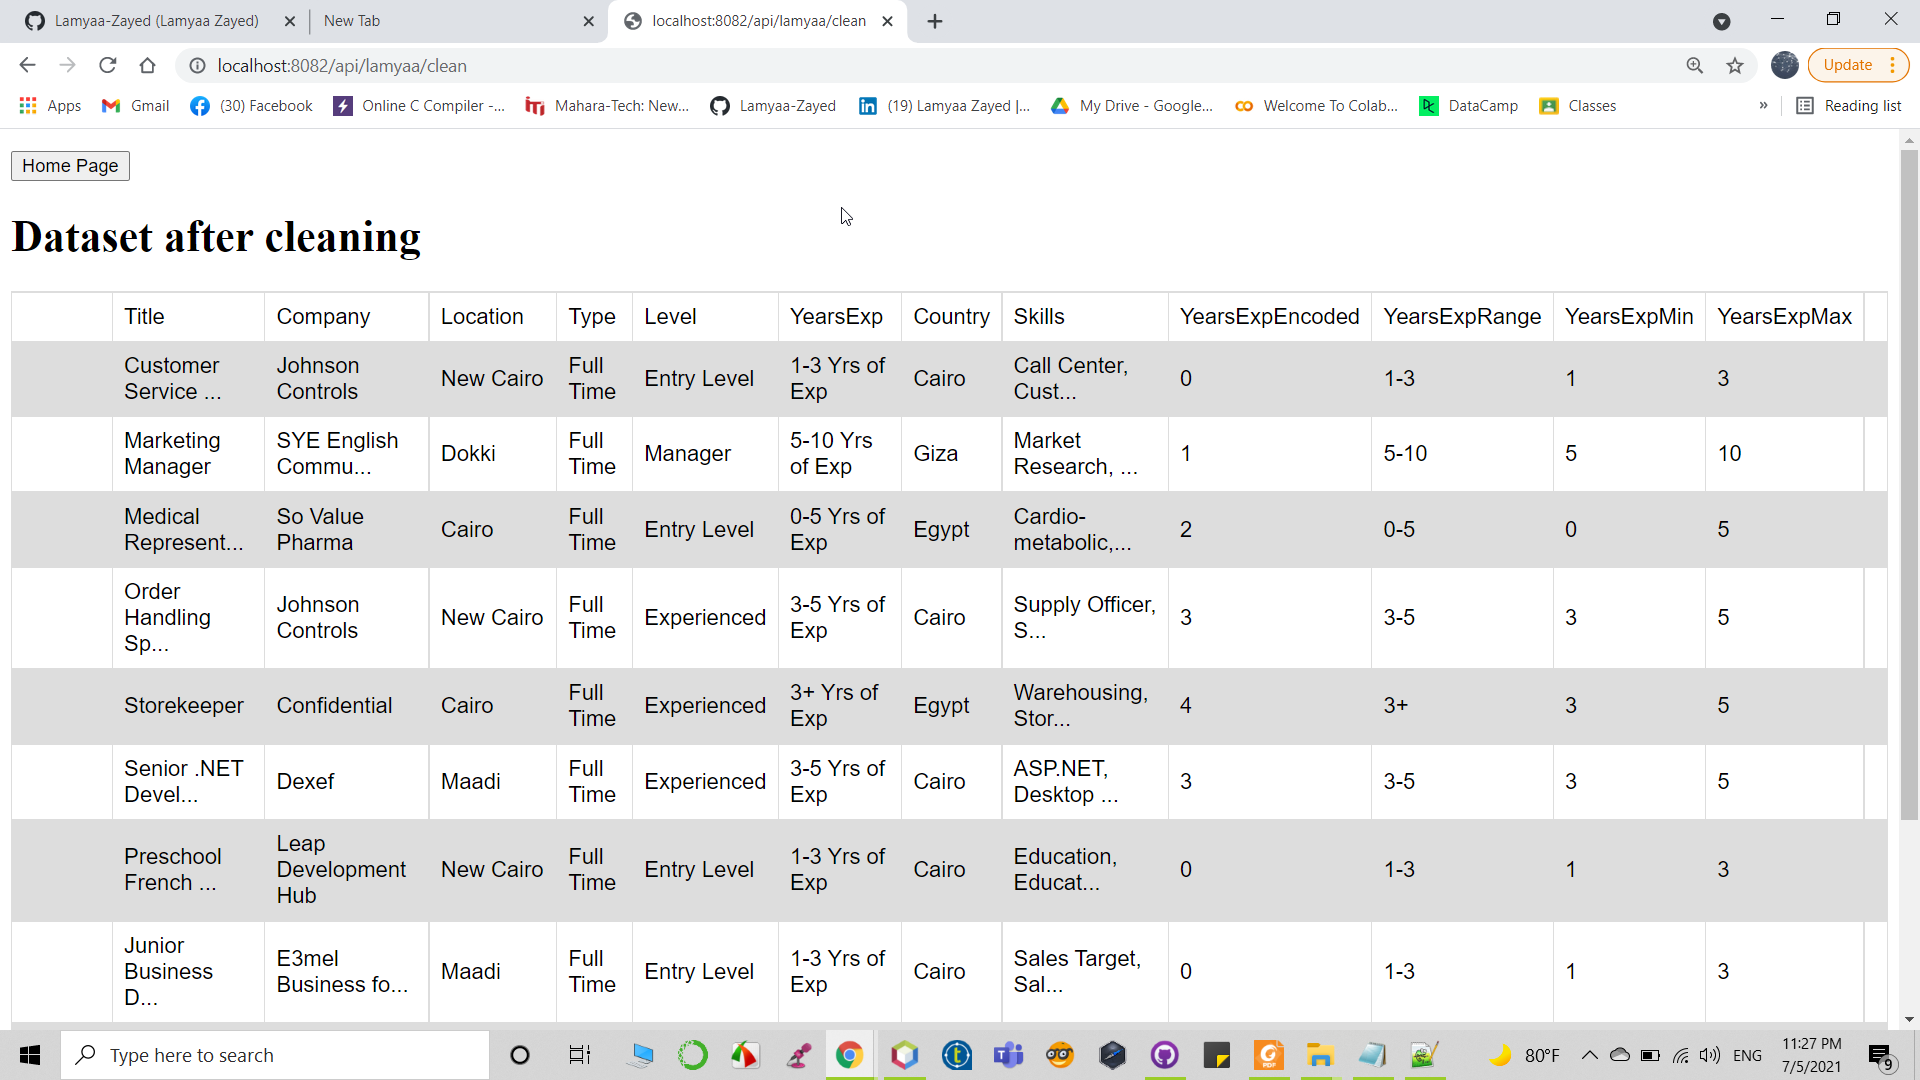 Lamyaa-Zayed (Lamyaa Zayed)
New Tab
localhost:8082/api/lamyaa/clean
localhost:8082/api/lamyaa/clean
Update
Apps
Gmail
(30) Facebook
Online C Compiler -...
Mahara-Tech: New...
Lamyaa-Zayed
(19) Lamyaa Zayed |...
My Drive - Google...
Welcome To Colab...
DataCamp
Classes
»
Reading list
Home Page
Dataset after cleaning
Title Company Location Type Level YearsExp Country Skills YearsExpEncoded YearsExpRange YearsExpMin YearsExpMax
Customer Service ... Johnson Controls New Cairo Full Time Entry Level 1-3 Yrs of Exp Cairo Call Center, Cust... 0 1-3 1 3
Marketing Manager SYE English Commu... Dokki Full Time Manager 5-10 Yrs of Exp Giza Market Research, ... 1 5-10 5 10
Medical Represent... So Value Pharma Cairo Full Time Entry Level 0-5 Yrs of Exp Egypt Cardio-metabolic,... 2 0-5 0 5
Order Handling Sp... Johnson Controls New Cairo Full Time Experienced 3-5 Yrs of Exp Cairo Supply Officer, S... 3 3-5 3 5
Storekeeper Confidential Cairo Full Time Experienced 3+ Yrs of Exp Egypt Warehousing, Stor... 4 3+ 3 5
Senior .NET Devel... Dexef Maadi Full Time Experienced 3-5 Yrs of Exp Cairo ASP.NET, Desktop ... 3 3-5 3 5
Preschool French ... Leap Development Hub New Cairo Full Time Entry Level 1-3 Yrs of Exp Cairo Education, Educat... 0 1-3 1 3
Junior Business D... E3mel Business fo... Maadi Full Time Entry Level 1-3 Yrs of Exp Cairo Sales Target, Sal... 0 1-3 1 3
Type here to search
80°F
ENG
11:27 PM
7/5/2021
9